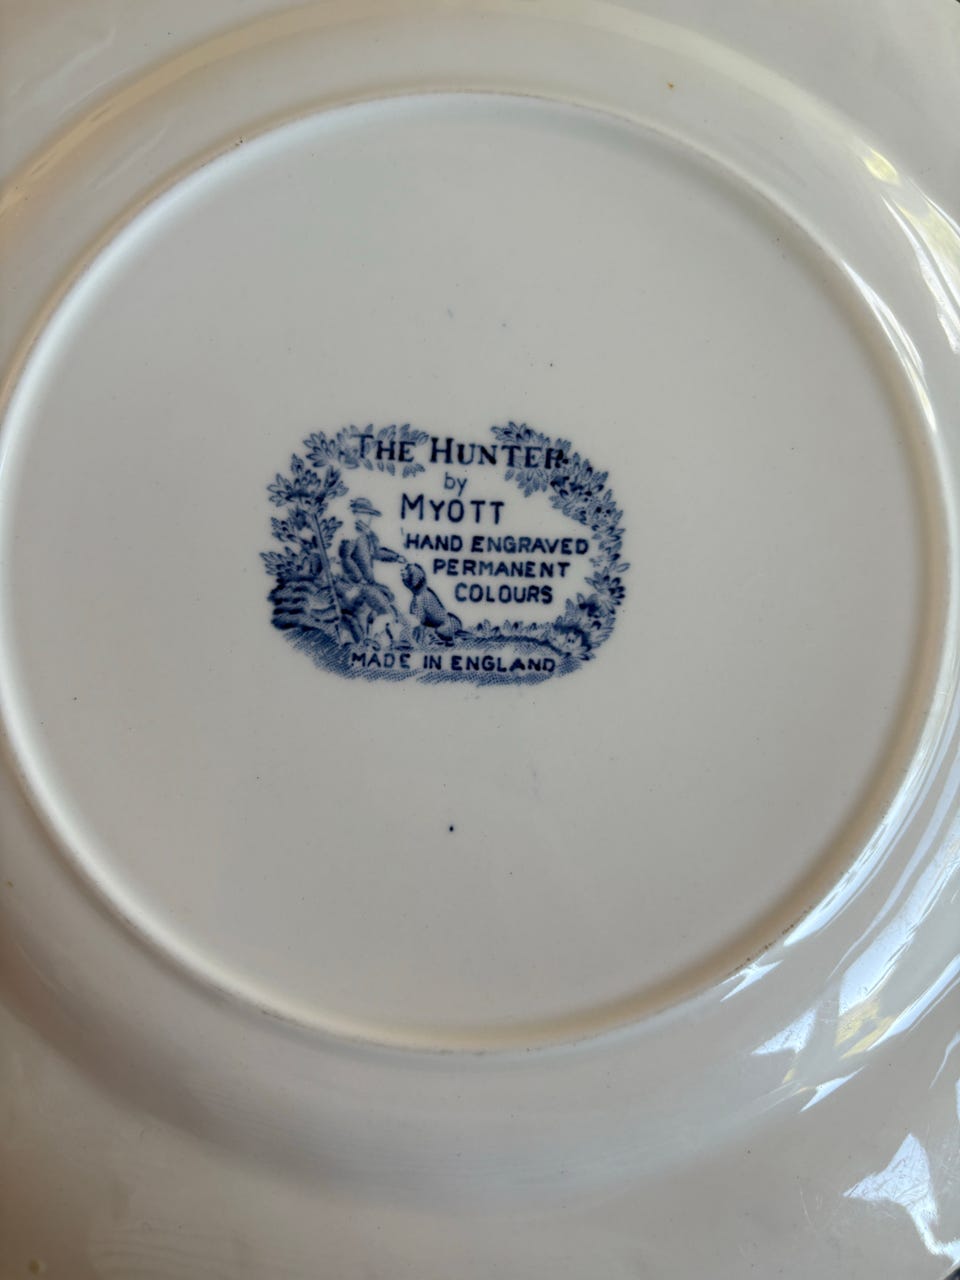 THE HUNTER
by
MYOTT
HAND ENGRAVED
PERMANENT
COLOURS
MADE IN ENGLAND